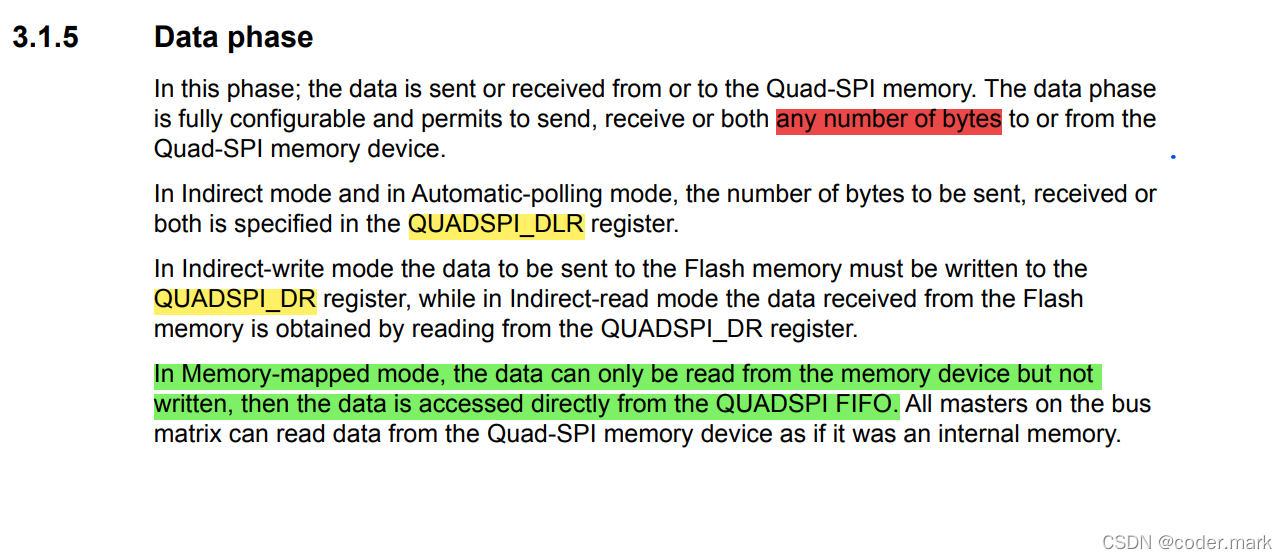 3.1.5 Data phase
In this phase; the data is sent or received from or to the Quad-SPI memory. The data phase
is fully configurable and permits to send, receive or both any number of bytes to or from the
Quad-SPI memory device.
In Indirect mode and in Automatic-polling mode, the number of bytes to be sent, received or
both is specified in the QUADSPI_DLR register.
In Indirect-write mode the data to be sent to the Flash memory must be written to the
QUADSPI_DR register, while in Indirect-read mode the data received from the Flash
memory is obtained by reading from the QUADSPI_DR register.
In Memory-mapped mode, the data can only be read from the memory device but not
written, then the data is accessed directly from the QUADSPI FIFO. All masters on the bus
matrix can read data from the Quad-SPI memory device as if it was an internal memory.
CSDN @coder.mark